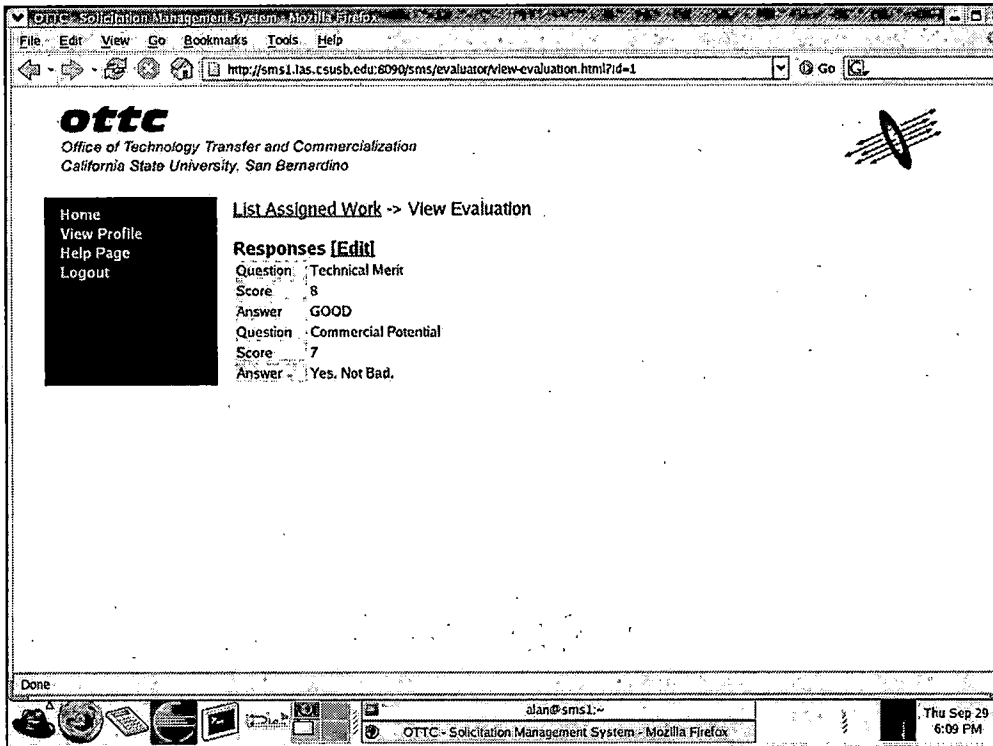 OTTC - Solicitation Management System - Mozilla Firefox
File Edit View Go Bookmarks Tools Help
http://sms1.ias.csusb.edu:8090/sms/evaluator/view-evaluation.html?id=1 Go
ottc
Office of Technology Transfer and Commercialization
California State University, San Bernardino
Home
View Profile
Help Page
Logout
List Assigned Work -> View Evaluation
Responses [Edit]
Question Technical Merit
Score 8
Answer GOOD
Question Commercial Potential
Score 7
Answer Yes. Not Bad.
Done
alan@sms1:~
OTTC - Solicitation Management System - Mozilla Firefox
Thu Sep 29
6:09 PM